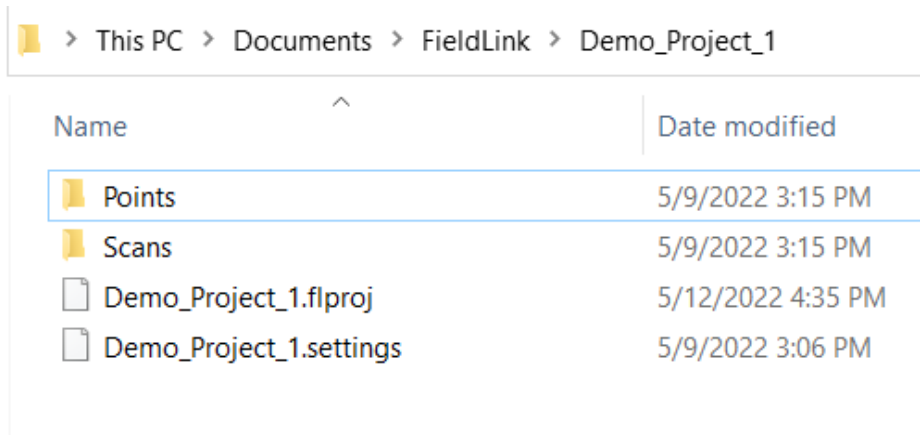 This PC > Documents > FieldLink > Demo_Project_1
Name Date modified
Points 5/9/2022 3:15 PM
Scans 5/9/2022 3:15 PM
Demo_Project_1.flproj 5/12/2022 4:35 PM
Demo_Project_1.settings 5/9/2022 3:06 PM